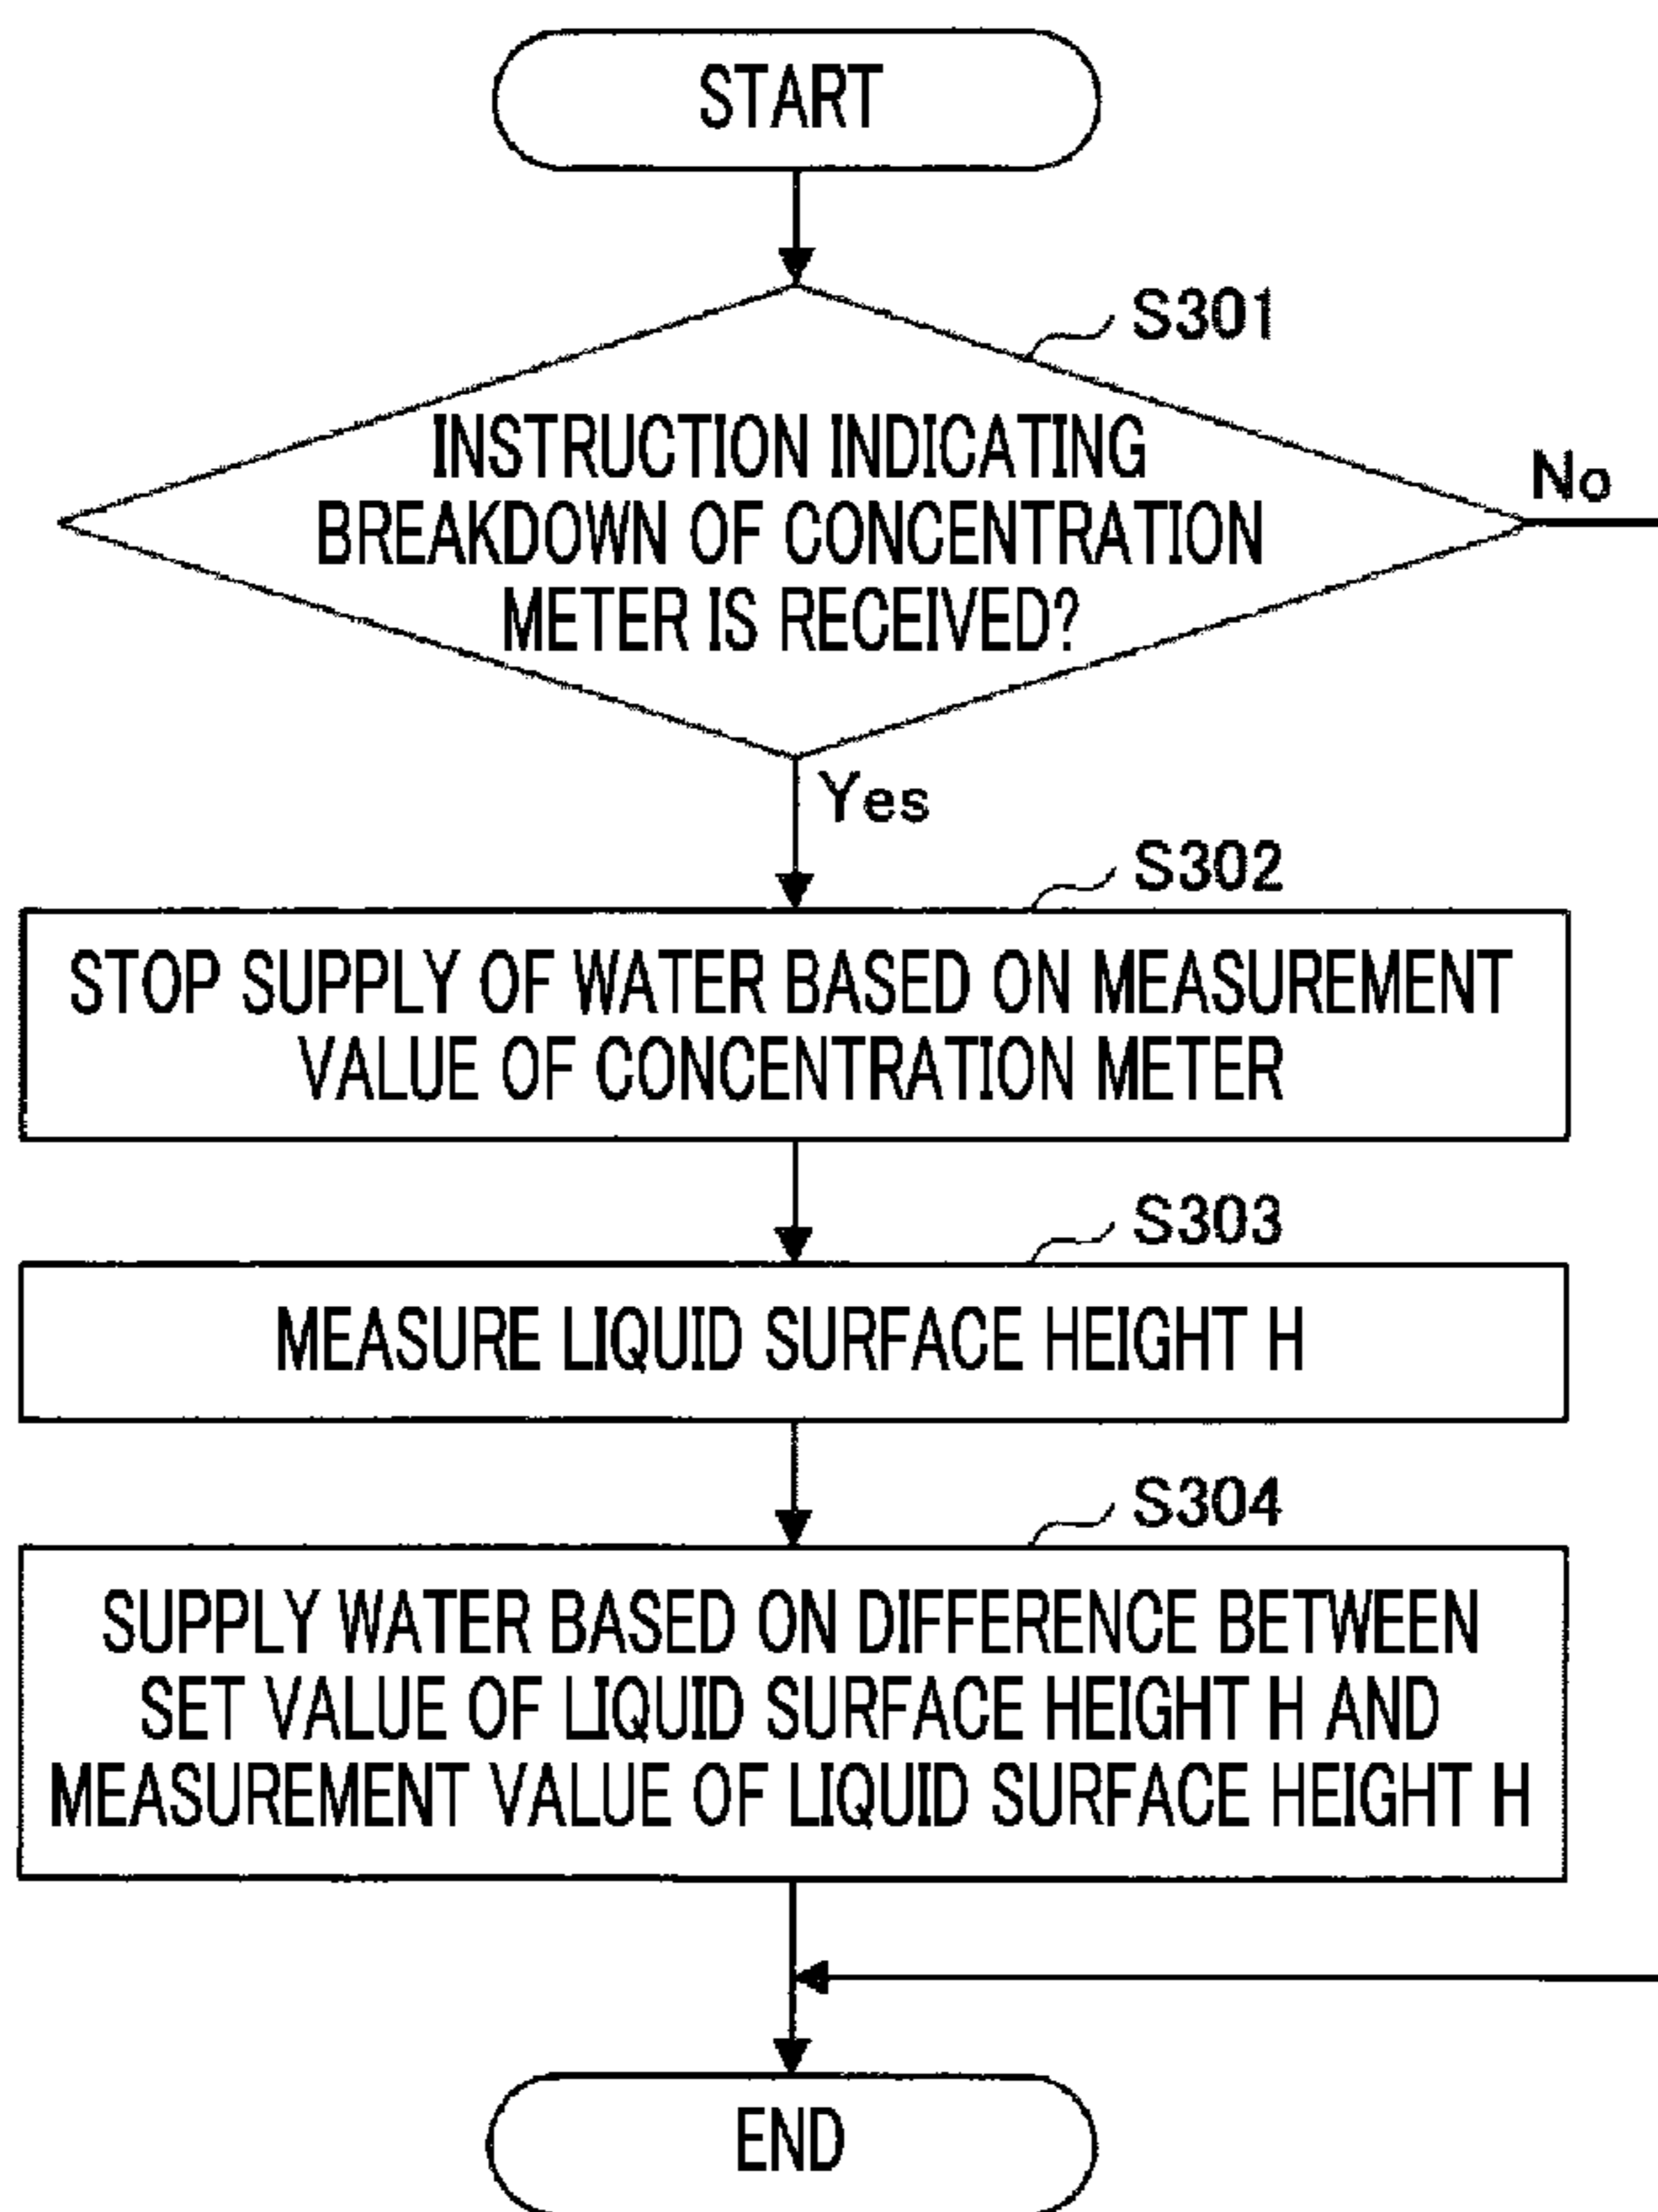 START
S301
INSTRUCTION INDICATING
BREAKDOWN OF CONCENTRATION
METER IS RECEIVED?
No
Yes
S302
STOP SUPPLY OF WATER BASED ON MEASUREMENT
VALUE OF CONCENTRATION METER
S303
MEASURE LIQUID SURFACE HEIGHT H
S304
SUPPLY WATER BASED ON DIFFERENCE BETWEEN
SET VALUE OF LIQUID SURFACE HEIGHT H AND
MEASUREMENT VALUE OF LIQUID SURFACE HEIGHT H
END